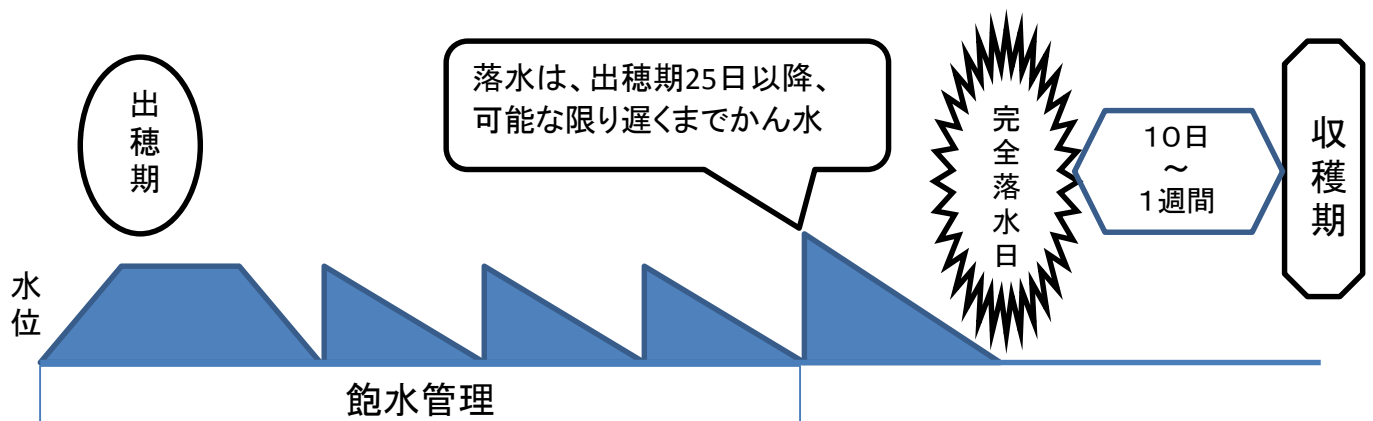 出穂期
落水は、出穂期25日以降、
可能な限り遅くまでかん水
完全落水日
10日
~
1週間
収穫期
水位
飽水管理